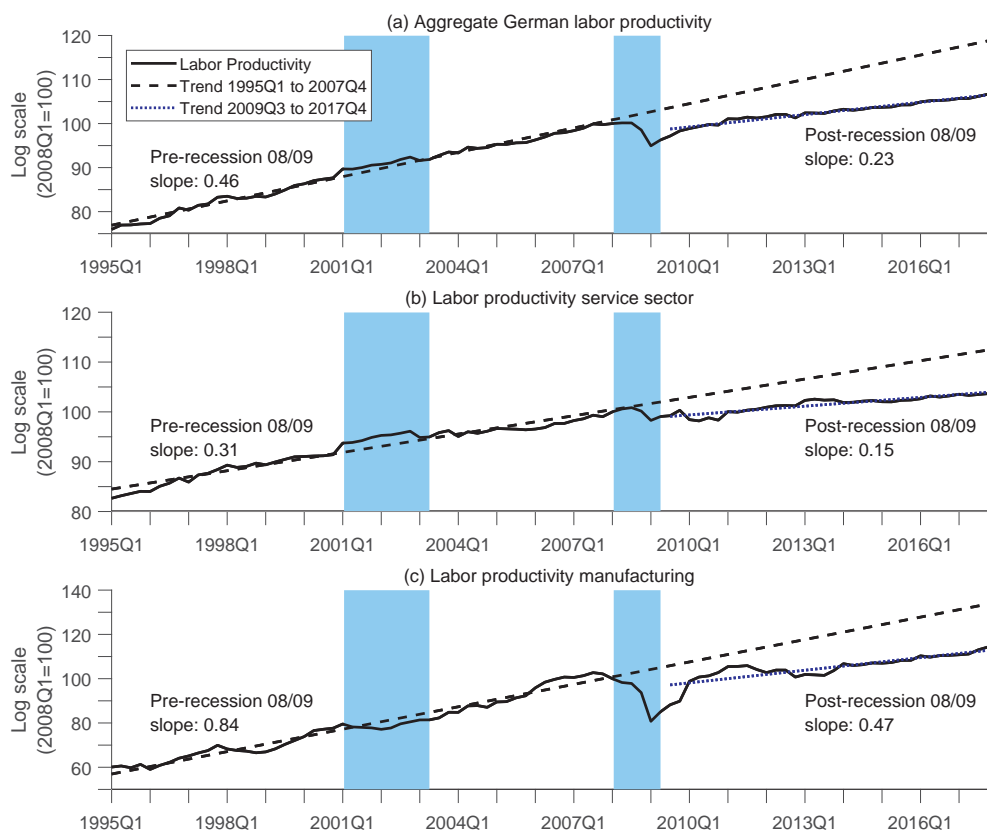 (a) Aggregate German labor productivity
Log scale
(2008Q1=100)
120
110
100
90
80
Labor Productivity
Trend 1995Q1 to 2007Q4
Trend 2009Q3 to 2017Q4
Pre-recession 08/09
slope: 0.46
Post-recession 08/09
slope: 0.23
1995Q1 1998Q1 2001Q1 2004Q1 2007Q1 2010Q1 2013Q1 2016Q1
(b) Labor productivity service sector
Log scale
(2008Q1=100)
120
110
100
90
80
Pre-recession 08/09
slope: 0.31
Post-recession 08/09
slope: 0.15
1995Q1 1998Q1 2001Q1 2004Q1 2007Q1 2010Q1 2013Q1 2016Q1
(c) Labor productivity manufacturing
Log scale
(2008Q1=100)
140
120
100
80
60
Pre-recession 08/09
slope: 0.84
Post-recession 08/09
slope: 0.47
1995Q1 1998Q1 2001Q1 2004Q1 2007Q1 2010Q1 2013Q1 2016Q1